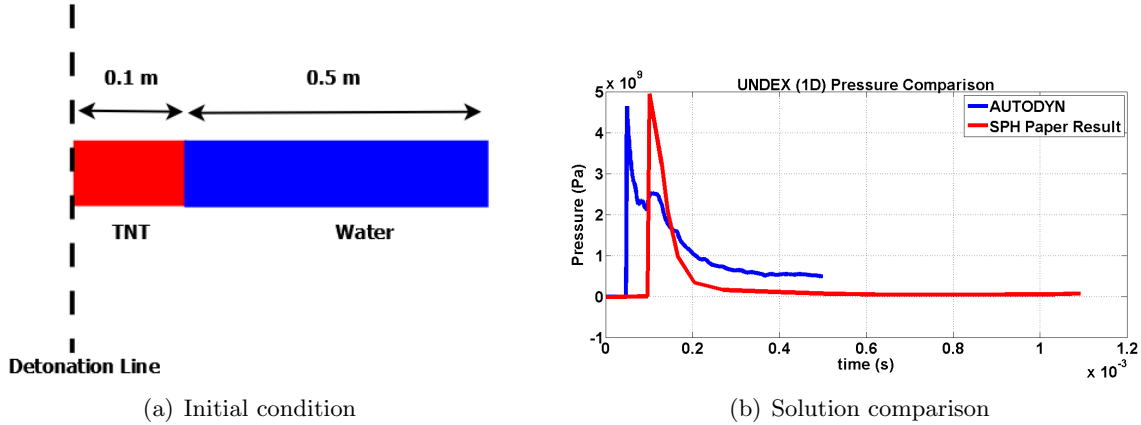 0.1 m
0.5 m
TNT
Water
Detonation Line
(a) Initial condition
UNDEX (1D) Pressure Comparison
x 10^9
AUTODYN
SPH Paper Result
Pressure (Pa)
5
4
3
2
1
0
-1
0
0.2
0.4
0.6
0.8
1
1.2
time (s)
x 10^-3
(b) Solution comparison